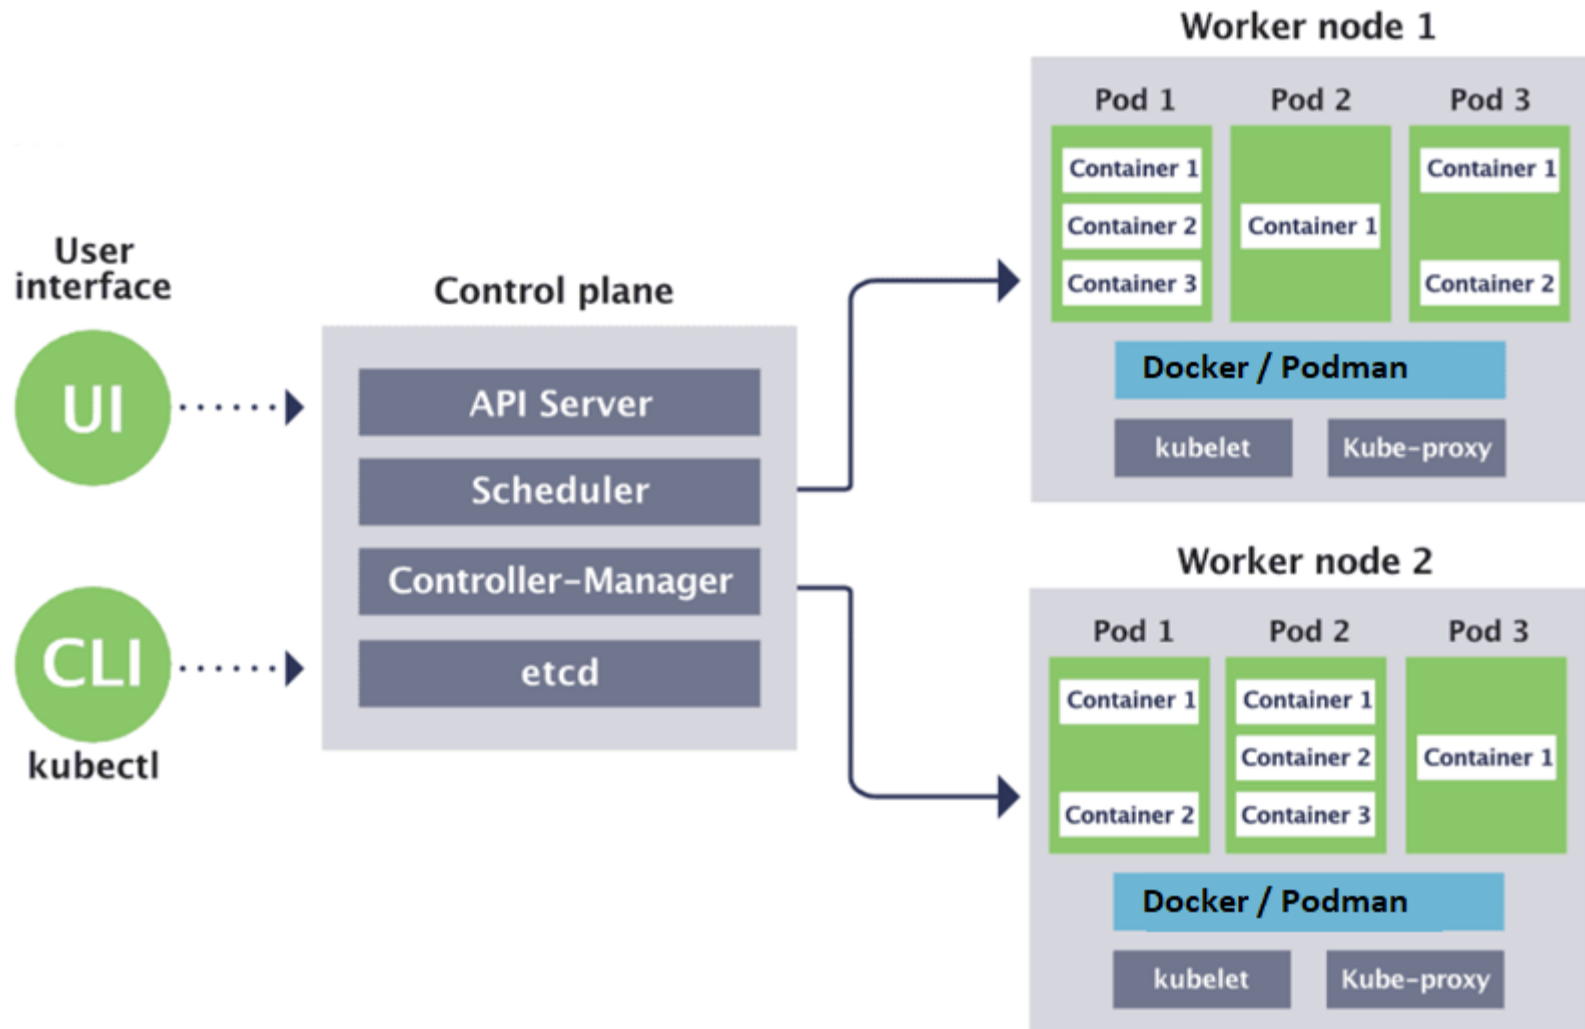 User
interface
UI
CLI
kubectl
Control plane
API Server
Scheduler
Controller-Manager
etcd
Worker node 1
Pod 1
Pod 2
Pod 3
Container 1
Container 2
Container 3
Container 1
Container 1
Container 2
Docker / Podman
kubelet
Kube-proxy
Worker node 2
Pod 1
Pod 2
Pod 3
Container 1
Container 2
Container 1
Container 2
Container 3
Container 1
Docker / Podman
kubelet
Kube-proxy